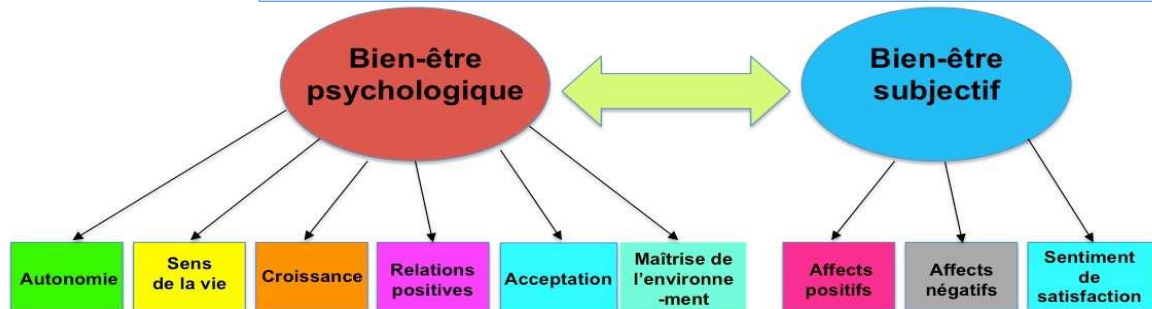 Bien-être
psychologique
Bien-être
subjectif
Autonomie
Sens
de la vie
Croissance
Relations
positives
Acceptation
Maîtrise de
l'environne
-ment
Affects
positifs
Affects
négatifs
Sentiment
de
satisfaction